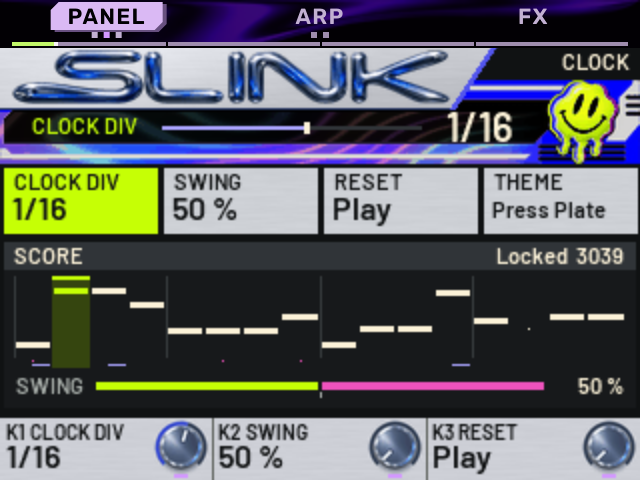 PANEL ARP FX
SLINK
CLOCK
CLOCK DIV 1/16
CLOCK DIV SWING RESET THEME
1/16 50 % Play Press Plate
SCORE Locked 3039
SWING 50 %
K1 CLOCK DIV K2 SWING K3 RESET
1/16 50 % Play